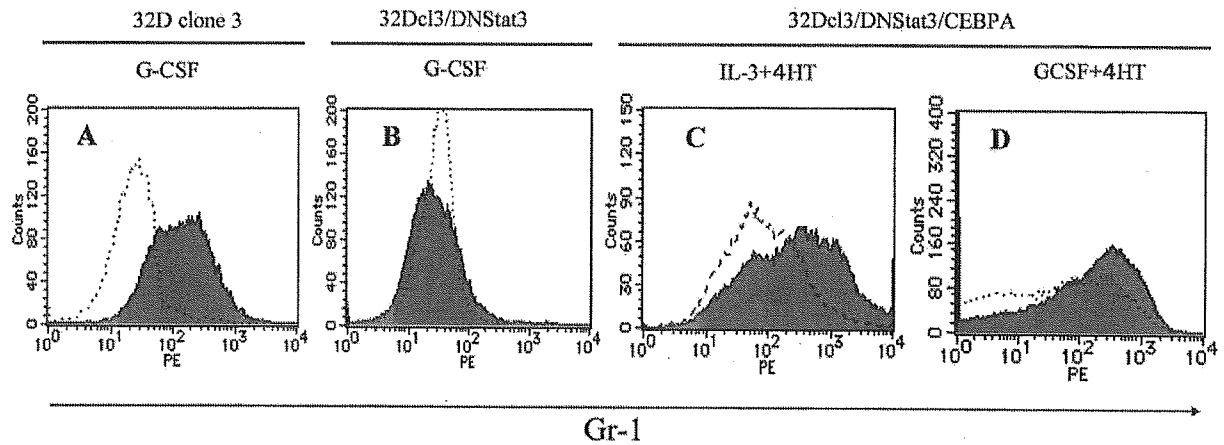 32D clone 3 32Dcl3/DNStat3 32Dcl3/DNStat3/CEBPA
G-CSF G-CSF IL-3+4HT GCSF+4HT
A
Counts
200
160
120
80
40
0
10^0 10^1 10^2 10^3 10^4
PE
B
Counts
200
160
120
80
40
0
10^0 10^1 10^2 10^3 10^4
PE
C
Counts
150
120
90
60
30
0
10^0 10^1 10^2 10^3 10^4
PE
D
Counts
400
320
240
160
80
0
10^0 10^1 10^2 10^3 10^4
PE
Gr-1